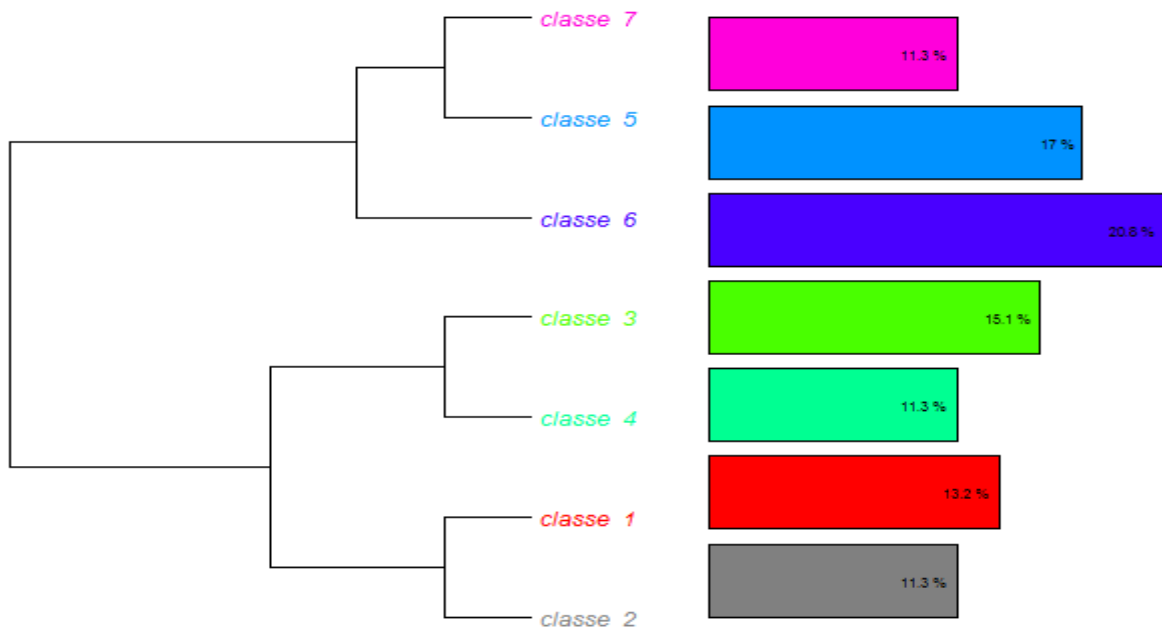 classe 7
11.3 %
classe 5
17 %
classe 6
20.8 %
classe 3
15.1 %
classe 4
11.3 %
classe 1
13.2 %
classe 2
11.3 %